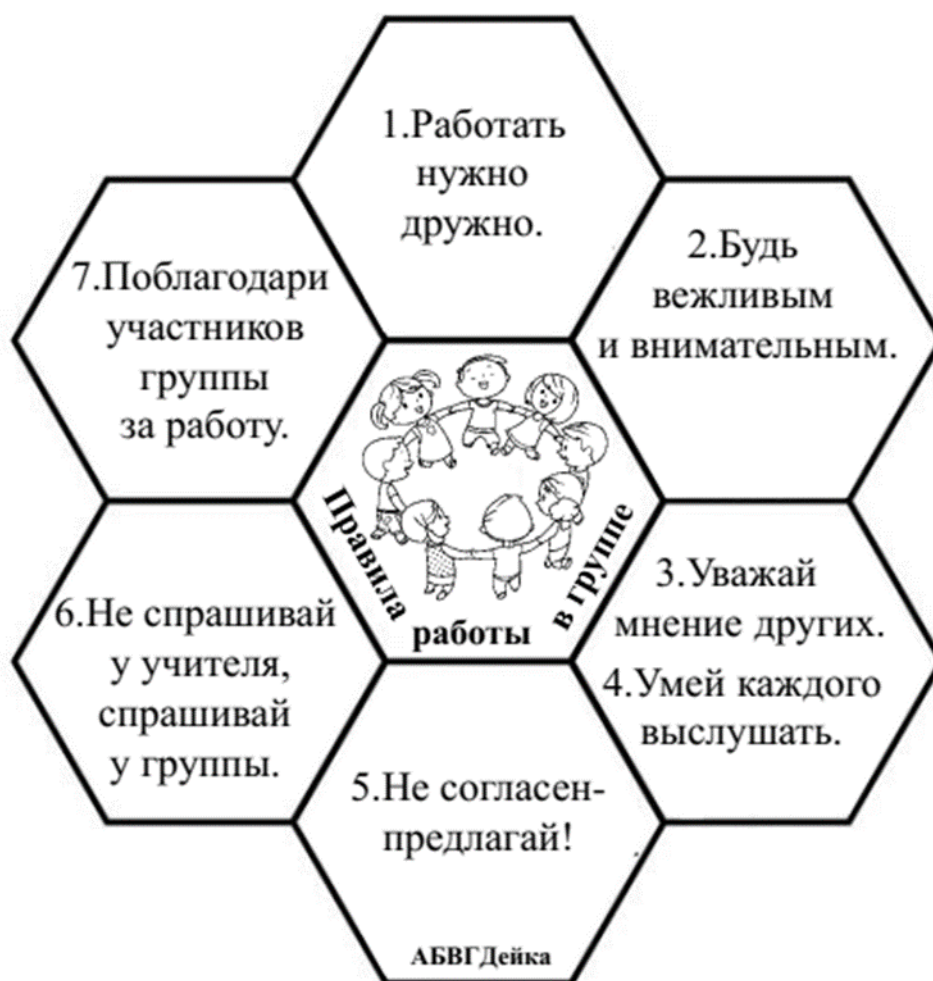 1.Работать
нужно
дружно.
2.Будь
вежливым
и внимательным.
3.Уважай
мнение других.
4.Умей каждого
выслушать.
5.Не согласен-
предлагай!
6.Не спрашивай
у учителя,
спрашивай
у группы.
7.Поблагодари
участников
группы
за работу.
Правила
работы
в группе
АБВГДейка